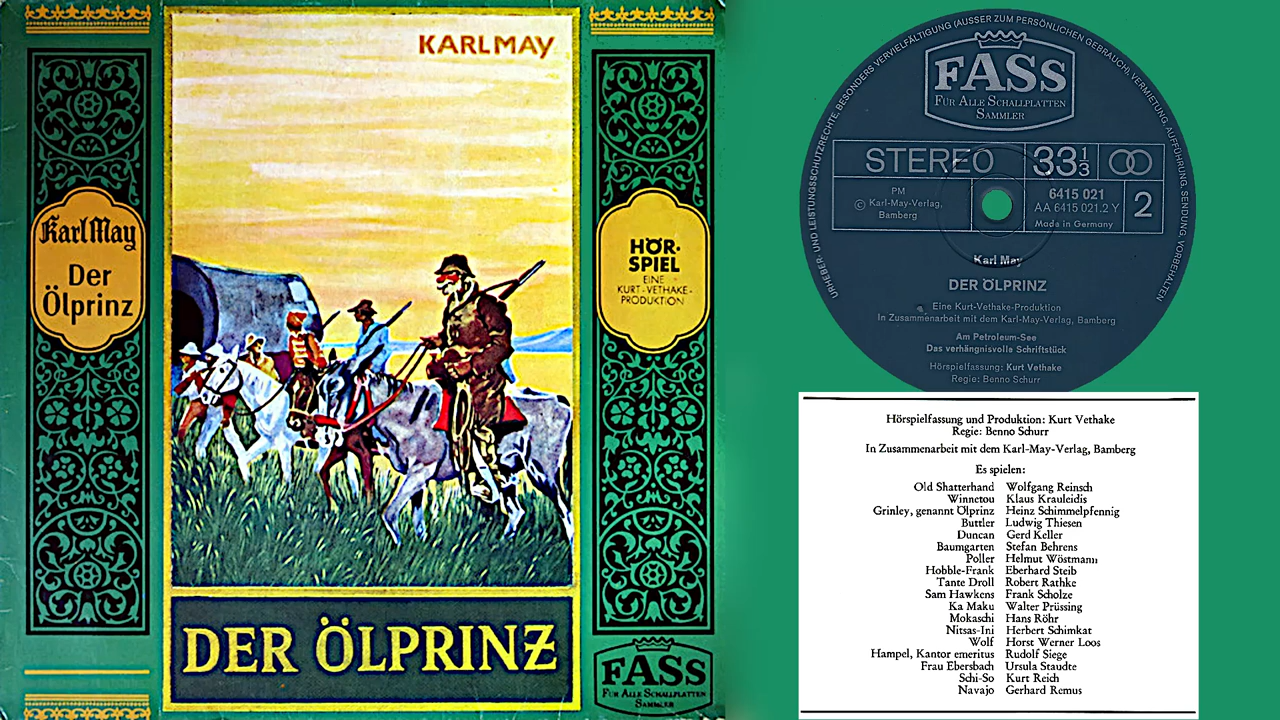 KARL MAY
Karl May
Der
Ölprinz
HÖR-
SPIEL
EINE
KURT-VETHAKE-
PRODUKTION
DER ÖLPRINZ
FASS
FÜR ALLE SCHALLPLATTEN
SAMMLER
URHEBER- UND LEISTUNGSSCHUTZRECHTE, BESONDERS VERVIELFÄLTIGUNG (AUSSER ZUM PERSÖNLICHEN GEBRAUCH), VERMIETUNG, AUFFÜHRUNG, SENDUNG, VORBEHALTEN
FASS
FÜR ALLE SCHALLPLATTEN
SAMMLER
STEREO 33 1/3
PM
© Karl-May-Verlag,
Bamberg
6415 021
AA 6415 021.2 Y
Made in Germany
2
Karl May
DER ÖLPRINZ
Eine Kurt-Vethake-Produktion
In Zusammenarbeit mit dem Karl-May-Verlag, Bamberg
Am Petroleum-See
Das verhängnisvolle Schriftstück
Hörspielfassung: Kurt Vethake
Regie: Benno Schurr
Hörspielfassung und Produktion: Kurt Vethake
Regie: Benno Schurr
In Zusammenarbeit mit dem Karl-May-Verlag, Bamberg
Es spielen:
Old Shatterhand Wolfgang Reinsch
Winnetou Klaus Krauleidis
Grinley, genannt Ölprinz Heinz Schimmelpfennig
Buttler Ludwig Thiesen
Duncan Gerd Keller
Baumgarten Stefan Behrens
Poller Helmut Wöstmann
Hobble-Frank Eberhard Steib
Tante Droll Robert Rathke
Sam Hawkens Frank Scholze
Ka Maku Walter Prüssing
Mokaschi Hans Röhr
Nitsas-Ini Herbert Schimkat
Wolf Horst Werner Loos
Hampel, Kantor emeritus Rudolf Siege
Frau Ebersbach Ursula Staudte
Schi-So Kurt Reich
Navajo Gerhard Remus